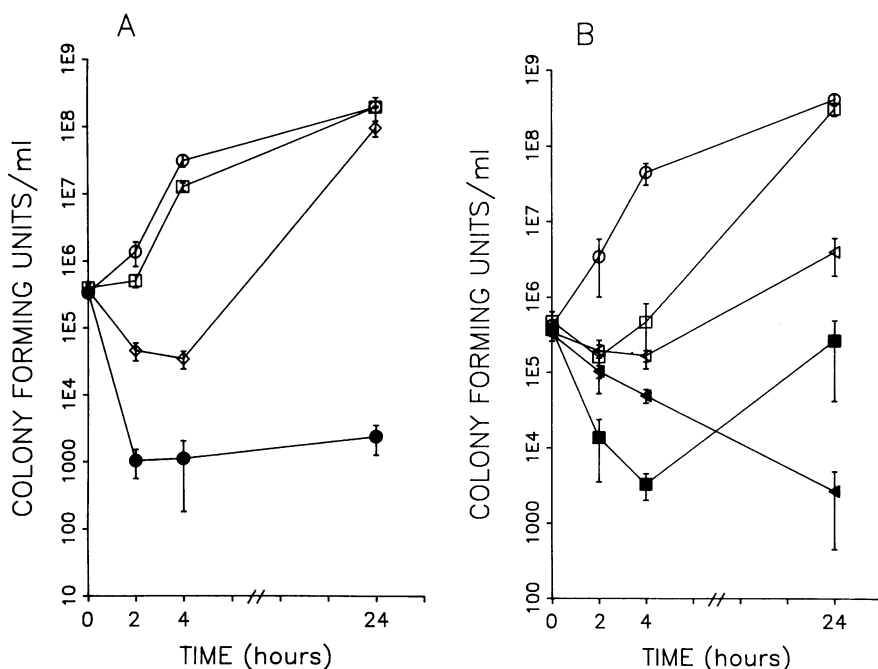 A
COLONY FORMING UNITS/ml
1E9
1E8
1E7
1E6
1E5
1E4
1000
100
10
0 2 4 24
TIME (hours)
B
COLONY FORMING UNITS/ml
1E9
1E8
1E7
1E6
1E5
1E4
1000
100
0 2 4 24
TIME (hours)